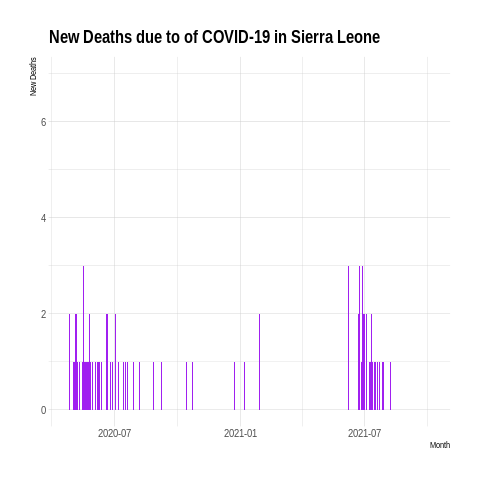 New Deaths due to of COVID-19 in Sierra Leone
New Deaths
6
4
2
0
2020-07
2021-01
2021-07
Month